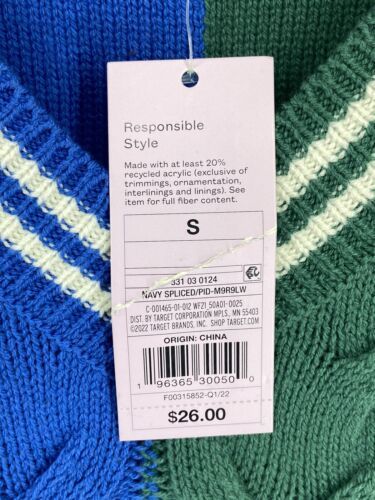 Responsible
Style
Made with at least 20%
recycled acrylic (exclusive of
trimmings, ornamentation,
interlinings and linings). See
item for full fiber content.
S
331 03 0124
NAVY SPLICED/PID-M9R9LW
C-001465-01-012 WF21_50A01-0025
DIST. BY TARGET CORPORATION MPLS., MN 55403
©2022 TARGET BRANDS, INC. SHOP TARGET.COM
ORIGIN: CHINA
1 96365 30050 0
F00315852-Q1/22
$26.00